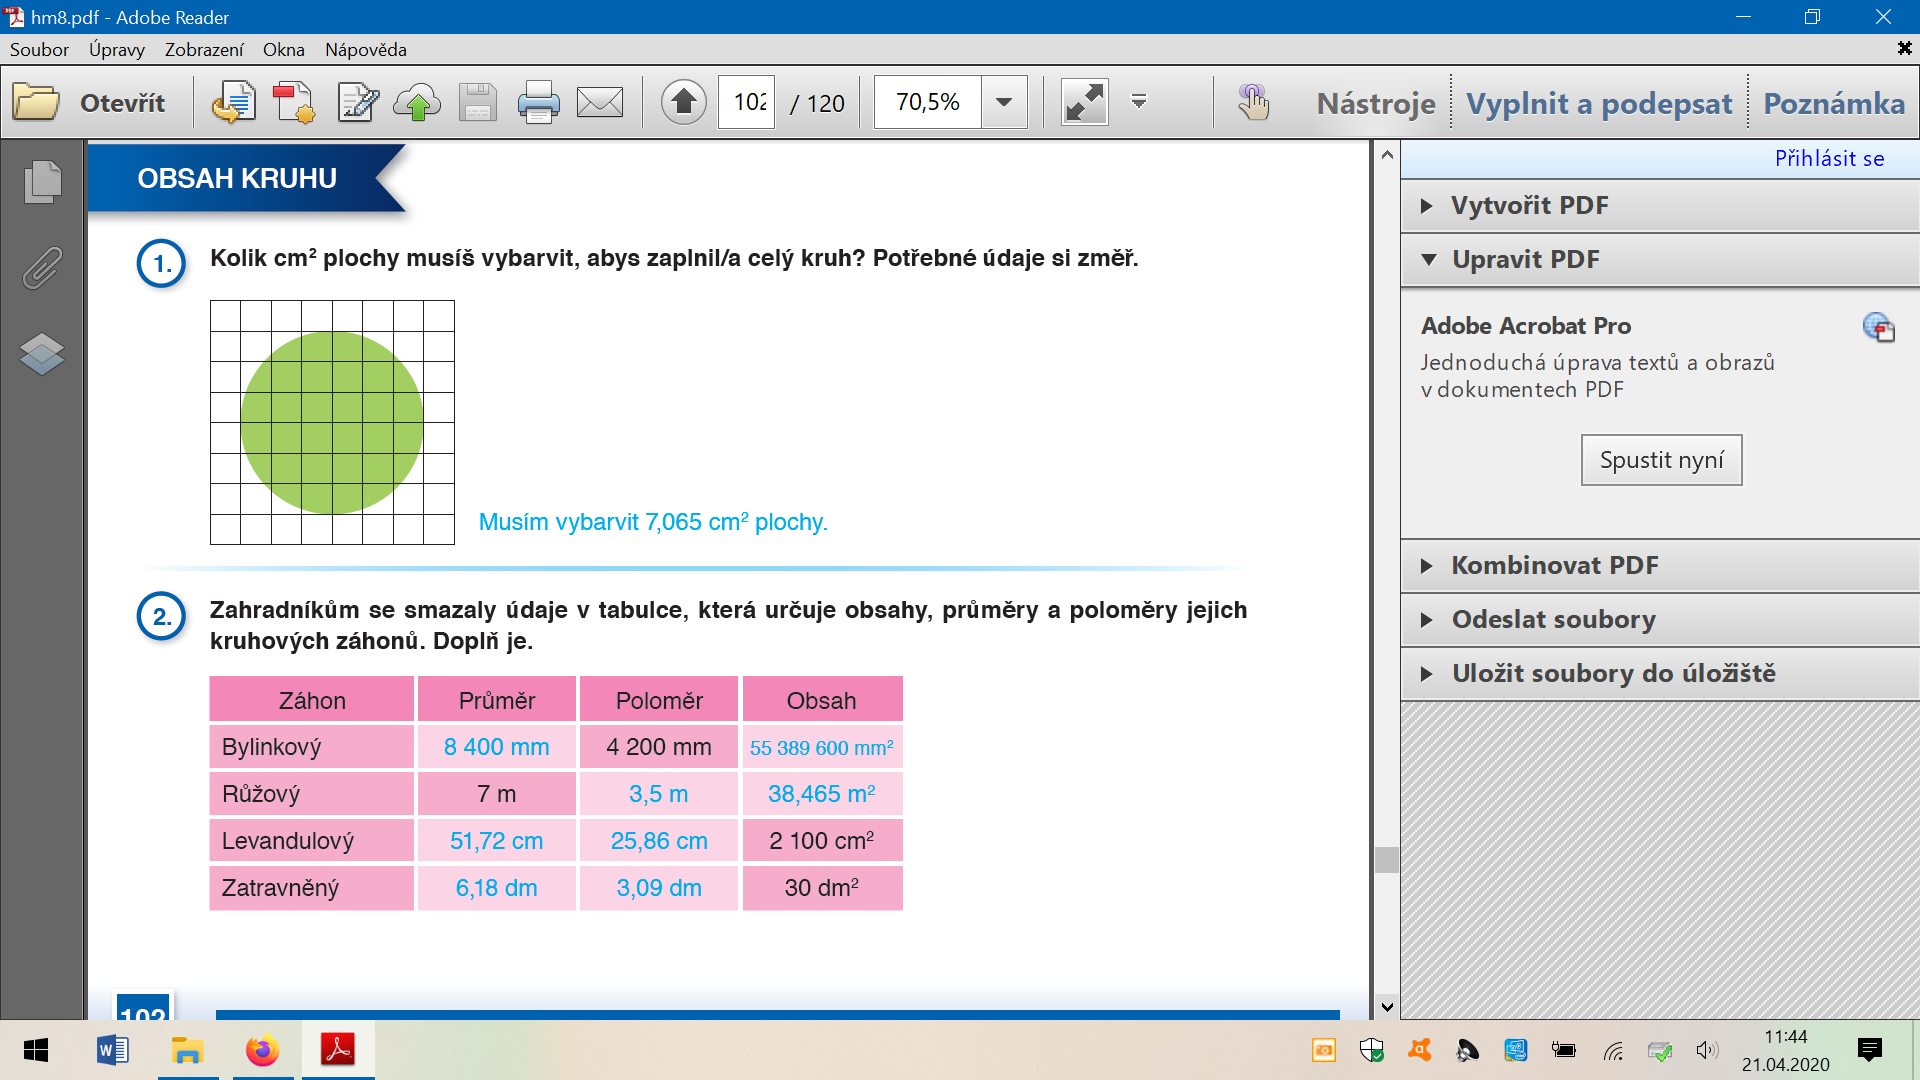 hm8.pdf - Adobe Reader
Soubor Úpravy Zobrazení Okna Nápověda
Otevřít 102 / 120 70,5% Nástroje Vyplnit a podepsat Poznámka
OBSAH KRUHU
1. Kolik cm² plochy musíš vybarvit, abys zaplnil/a celý kruh? Potřebné údaje si změř.
Musím vybarvit 7,065 cm² plochy.
2. Zahradníkům se smazaly údaje v tabulce, která určuje obsahy, průměry a poloměry jejich
kruhových záhonů. Doplň je.
Záhon Průměr Poloměr Obsah
Bylinkový 8 400 mm 4 200 mm 55 389 600 mm²
Růžový 7 m 3,5 m 38,465 m²
Levandulový 51,72 cm 25,86 cm 2 100 cm²
Zatravněný 6,18 dm 3,09 dm 30 dm²
102
Přihlásit se
Vytvořit PDF
Upravit PDF
Adobe Acrobat Pro
Jednoduchá úprava textů a obrazů
v dokumentech PDF
Spustit nyní
Kombinovat PDF
Odeslat soubory
Uložit soubory do úložiště
11:44
21.04.2020